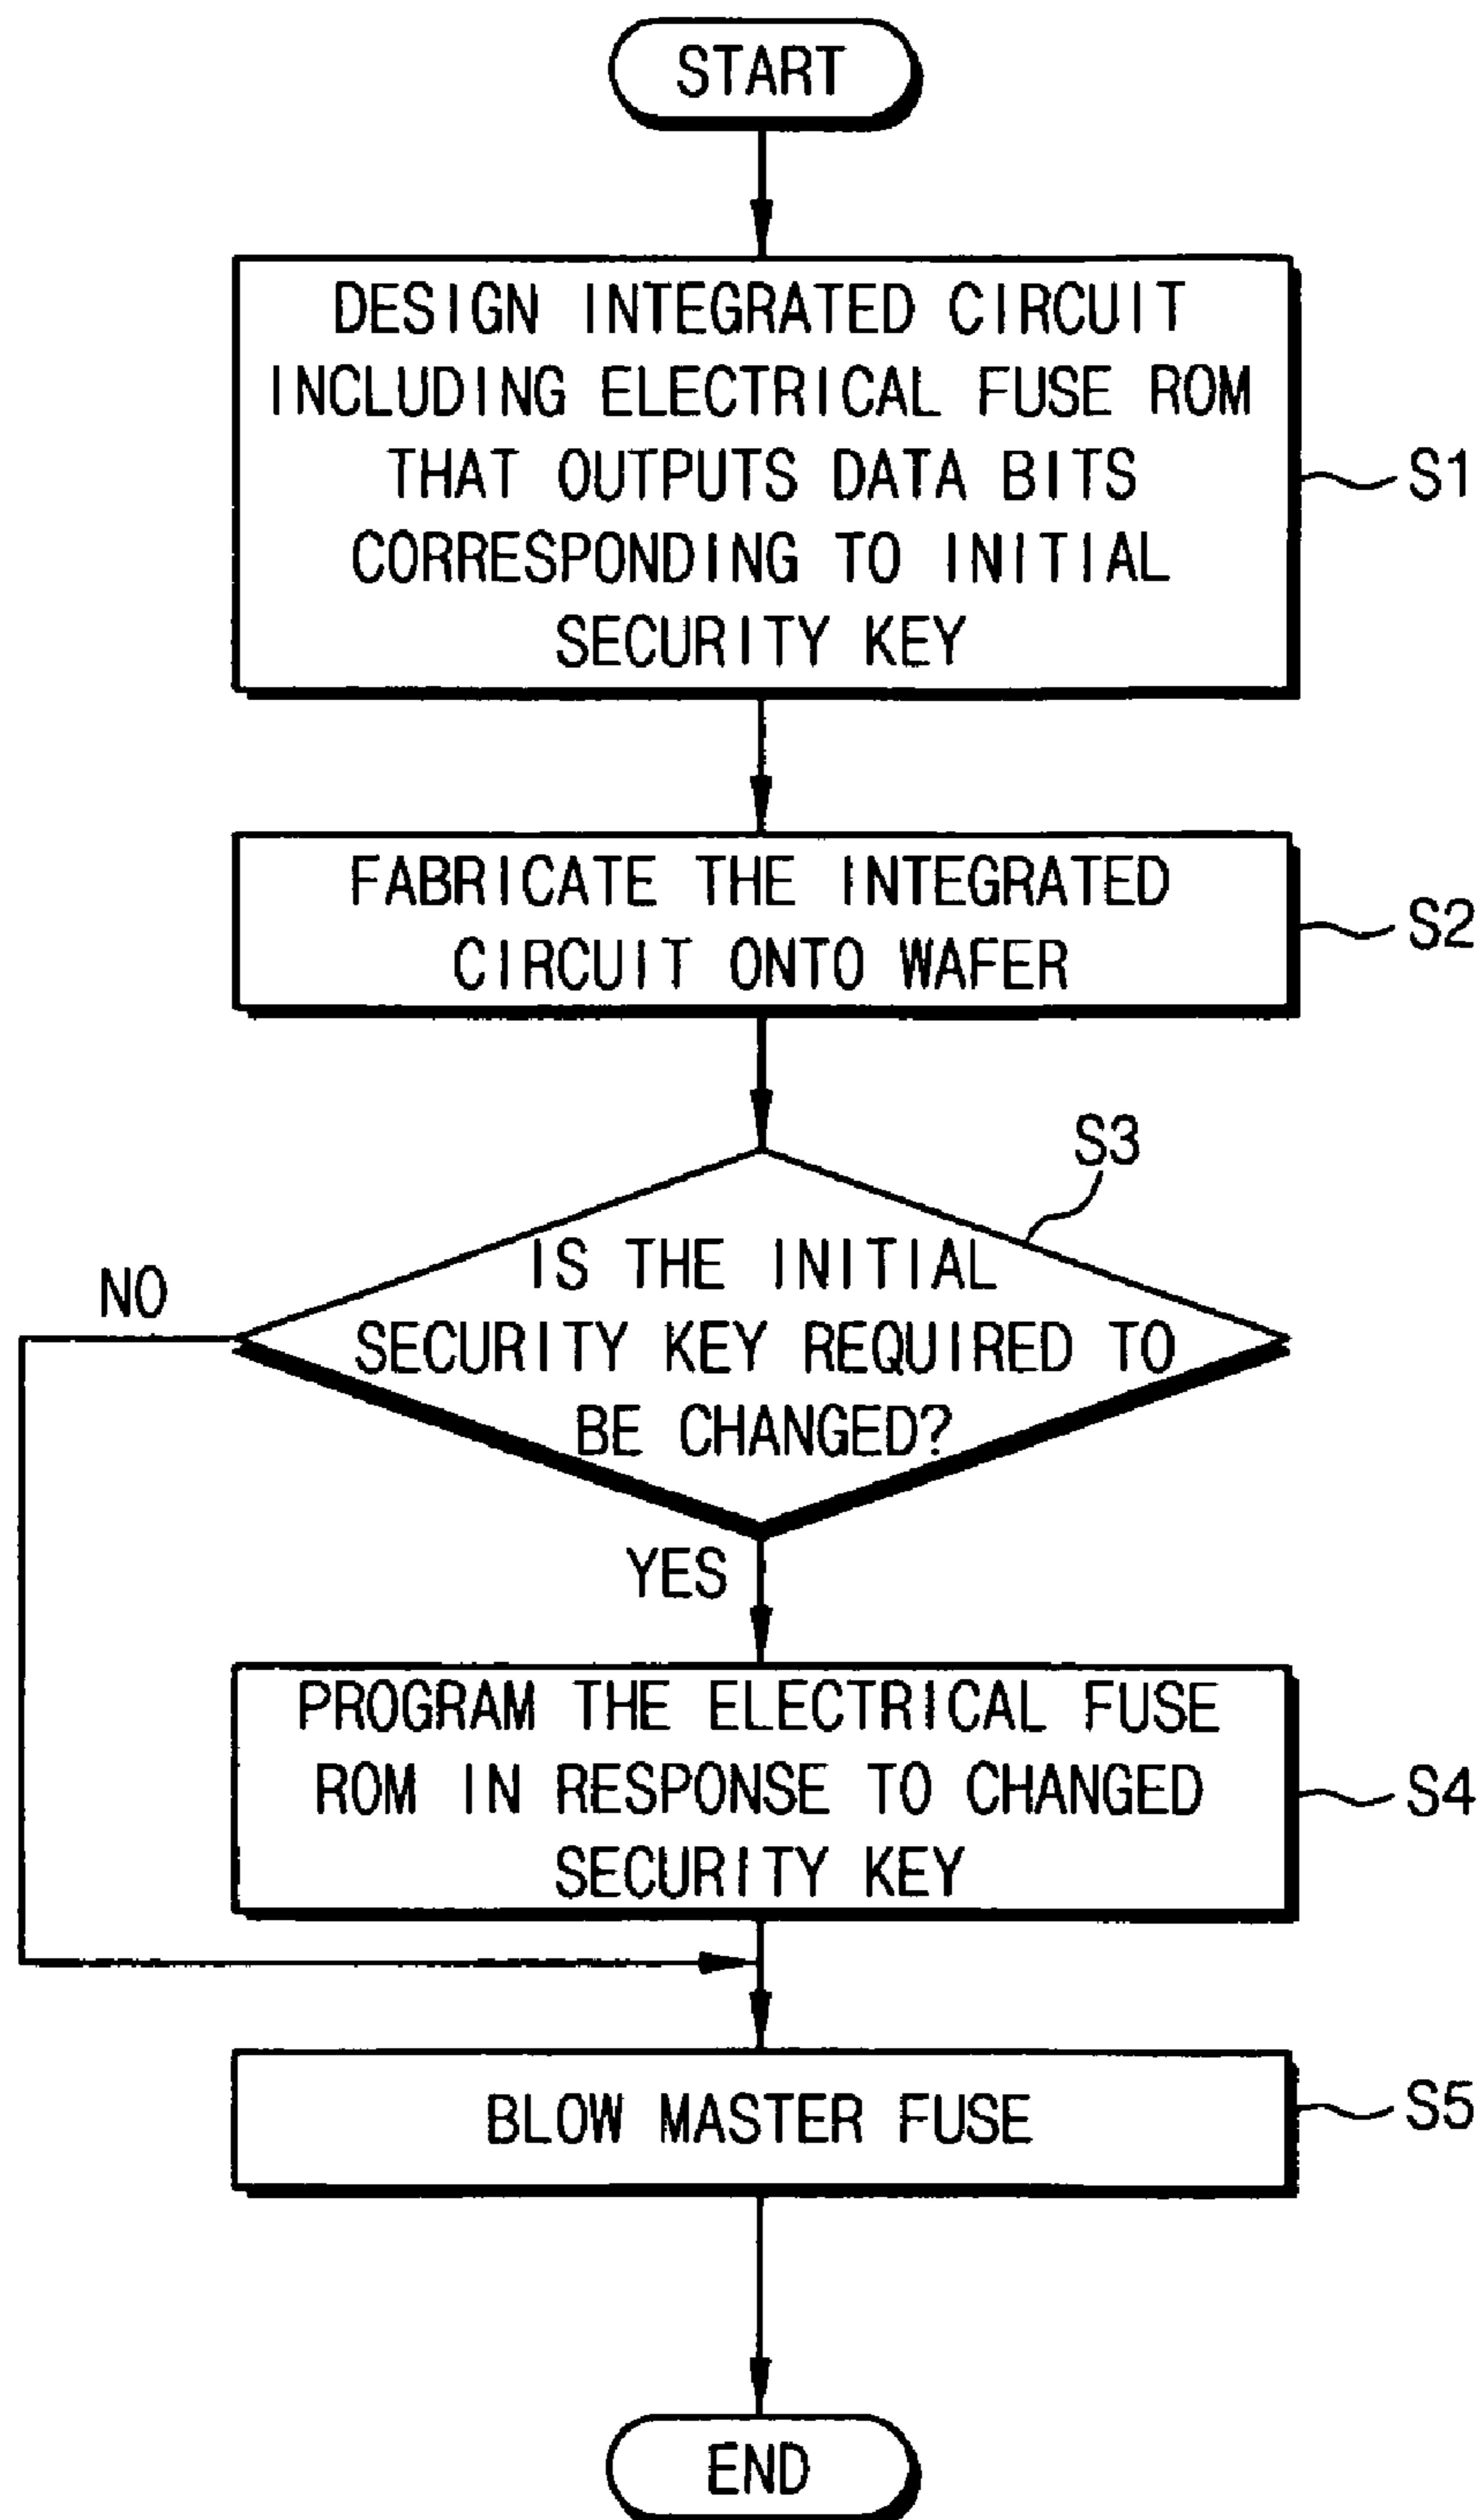 START
DESIGN INTEGRATED CIRCUIT
INCLUDING ELECTRICAL FUSE ROM
THAT OUTPUTS DATA BITS
CORRESPONDING TO INITIAL
SECURITY KEY
S1
FABRICATE THE INTEGRATED
CIRCUIT ONTO WAFER
S2
S3
IS THE INITIAL
SECURITY KEY REQUIRED TO
BE CHANGED?
NO
YES
PROGRAM THE ELECTRICAL FUSE
ROM IN RESPONSE TO CHANGED
SECURITY KEY
S4
BLOW MASTER FUSE
S5
END